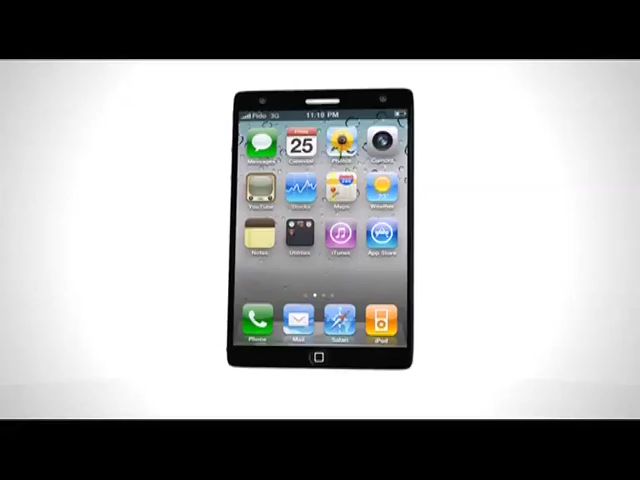 Fido 3G 11:10 PM
Messages Calendar Photos Camera
25
YouTube Stocks Maps Weather
Notes Utilities iTunes App Store
Phone Mail Safari iPod